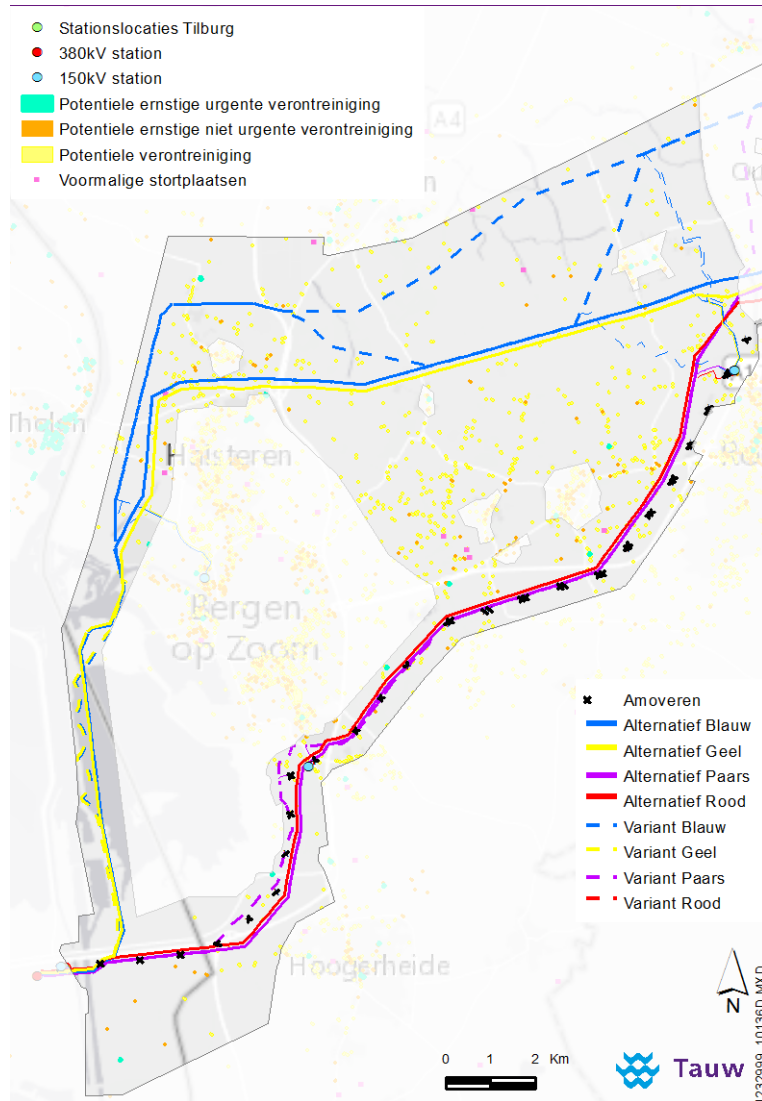 Stationslocaties Tilburg
380kV station
150kV station
Potentiele ernstige urgente verontreiniging
Potentiele ernstige niet urgente verontreiniging
Potentiele verontreiniging
Voormalige stortplaatsen
A4
Tholen
Halsteren
Bergen
op Zoom
Hoogerheide
Amoveren
Alternatief Blauw
Alternatief Geel
Alternatief Paars
Alternatief Rood
Variant Blauw
Variant Geel
Variant Paars
Variant Rood
N
0 1 2 Km
Tauw